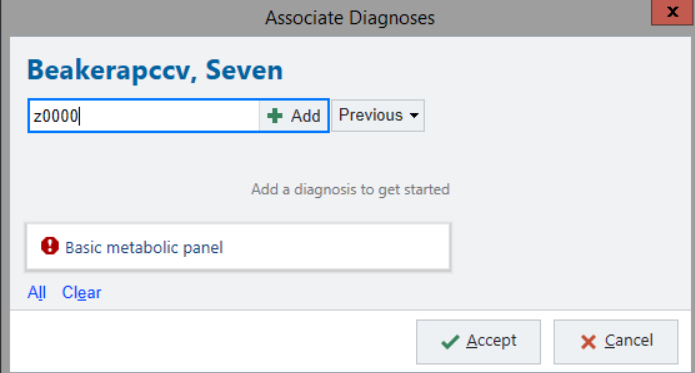 Associate Diagnoses
x
Beakerapccv, Seven
z0000 Add Previous
Add a diagnosis to get started
Basic metabolic panel
All Clear
Accept Cancel